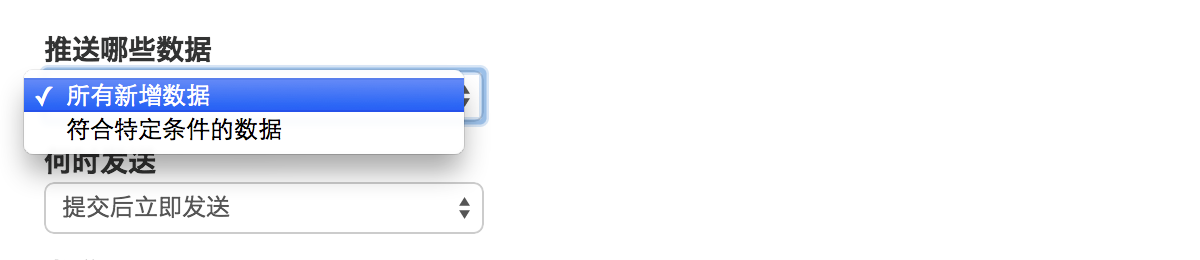 推送哪些数据
✓ 所有新增数据
符合特定条件的数据
何时发送
提交后立即发送